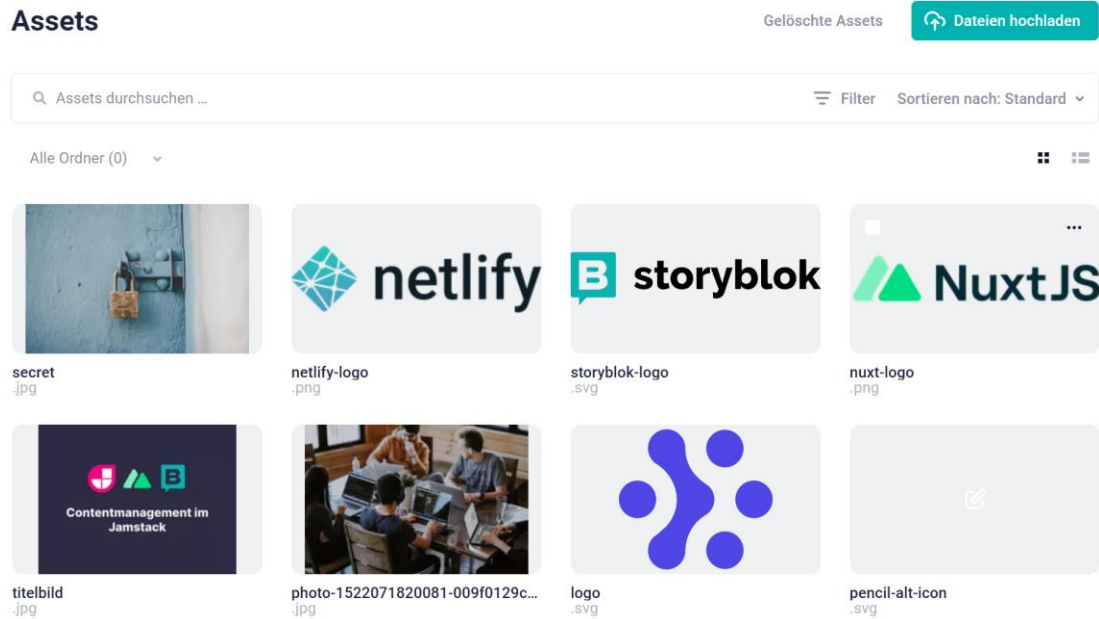 Assets
Gelöschte Assets
Dateien hochladen
Assets durchsuchen ...
Filter
Sortieren nach: Standard
Alle Ordner (0)
netlify
B storyblok
NuxtJS
secret
.jpg
netlify-logo
.png
storyblok-logo
.svg
nuxt-logo
.png
B
Contentmanagement im
Jamstack
titelbild
.jpg
photo-1522071820081-009f0129c...
.jpg
logo
.svg
pencil-alt-icon
.svg